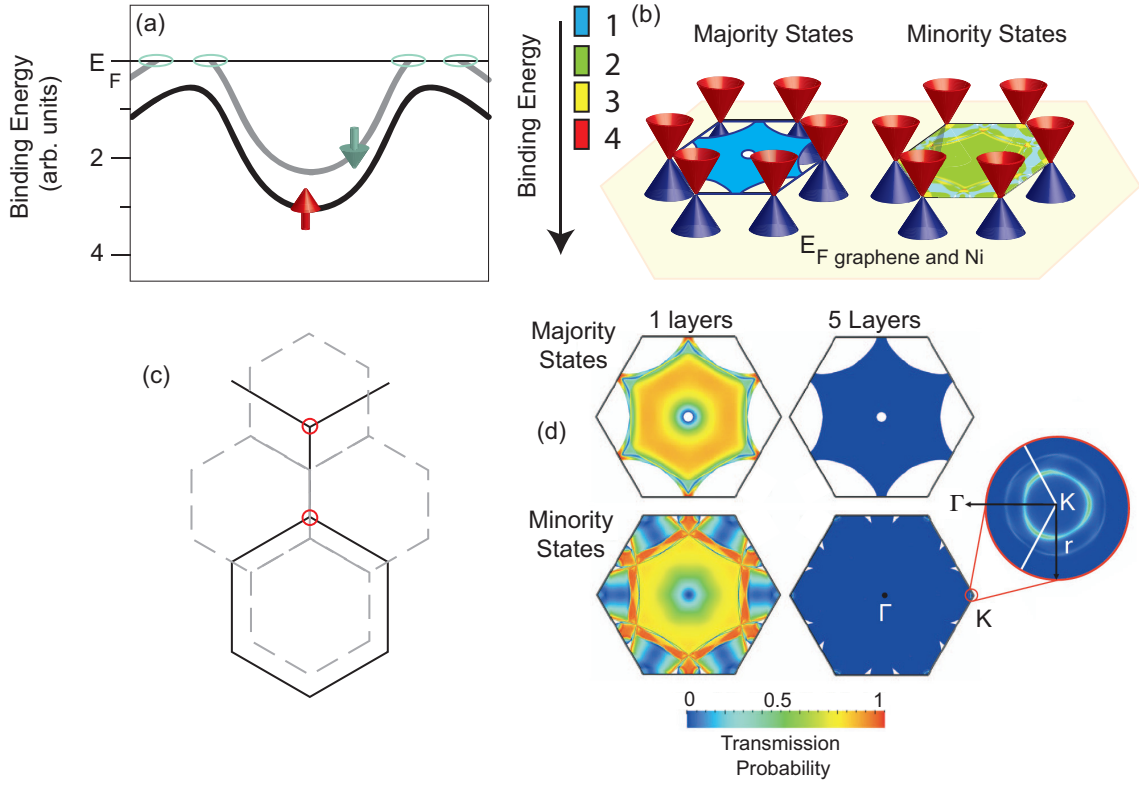 (a)
E
F
2
4
Binding Energy
(arb. units)
(b)
Binding Energy
1
2
3
4
Majority States
Minority States
E F graphene and Ni
(c)
(d)
1 layers
5 Layers
Majority
States
Minority
States
Γ
K
Γ
K
r
0
0.5
1
Transmission
Probability